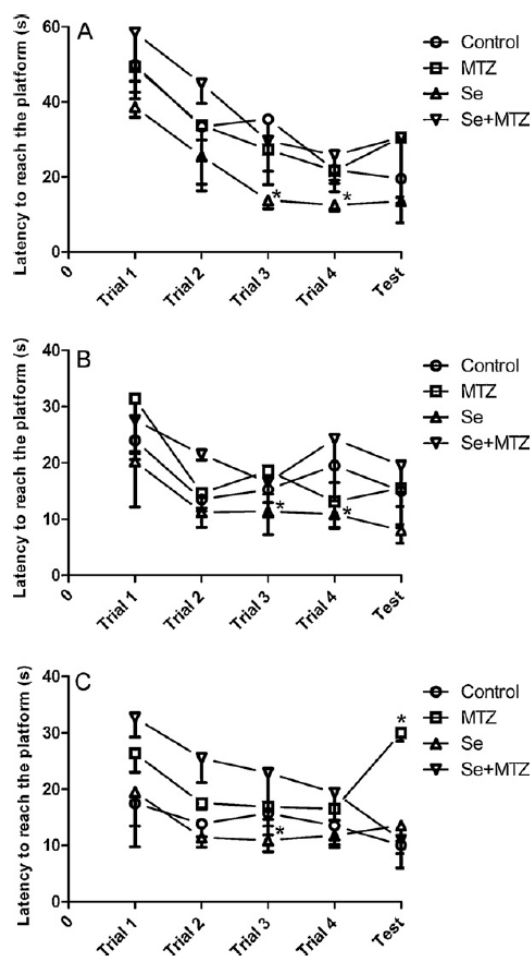 A
Latency to reach the platform (s)
60
40
20
0
0
Trial 1
Trial 2
Trial 3
Trial 4
Test
*
*
Control
MTZ
Se
Se+MTZ
B
Latency to reach the platform (s)
40
30
20
10
0
0
Trial 1
Trial 2
Trial 3
Trial 4
Test
*
*
Control
MTZ
Se
Se+MTZ
C
Latency to reach the platform (s)
40
30
20
10
0
0
Trial 1
Trial 2
Trial 3
Trial 4
Test
*
*
Control
MTZ
Se
Se+MTZ